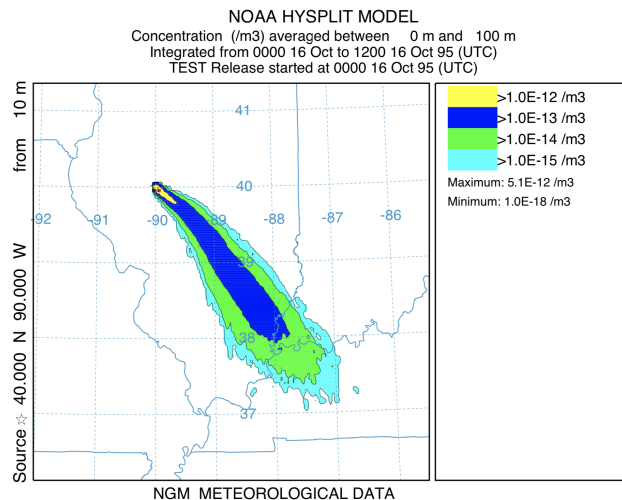 NOAA HYSPLIT MODEL
Concentration (/m3) averaged between 0 m and 100 m
Integrated from 0000 16 Oct to 1200 16 Oct 95 (UTC)
TEST Release started at 0000 16 Oct 95 (UTC)
Source ☆ 40.000 N 90.000 W from 10 m
41
40
-92 -91 -90 -89 -88 -87 -86
39
38
37
>1.0E-12 /m3
>1.0E-13 /m3
>1.0E-14 /m3
>1.0E-15 /m3
Maximum: 5.1E-12 /m3
Minimum: 1.0E-18 /m3
NGM METEOROLOGICAL DATA